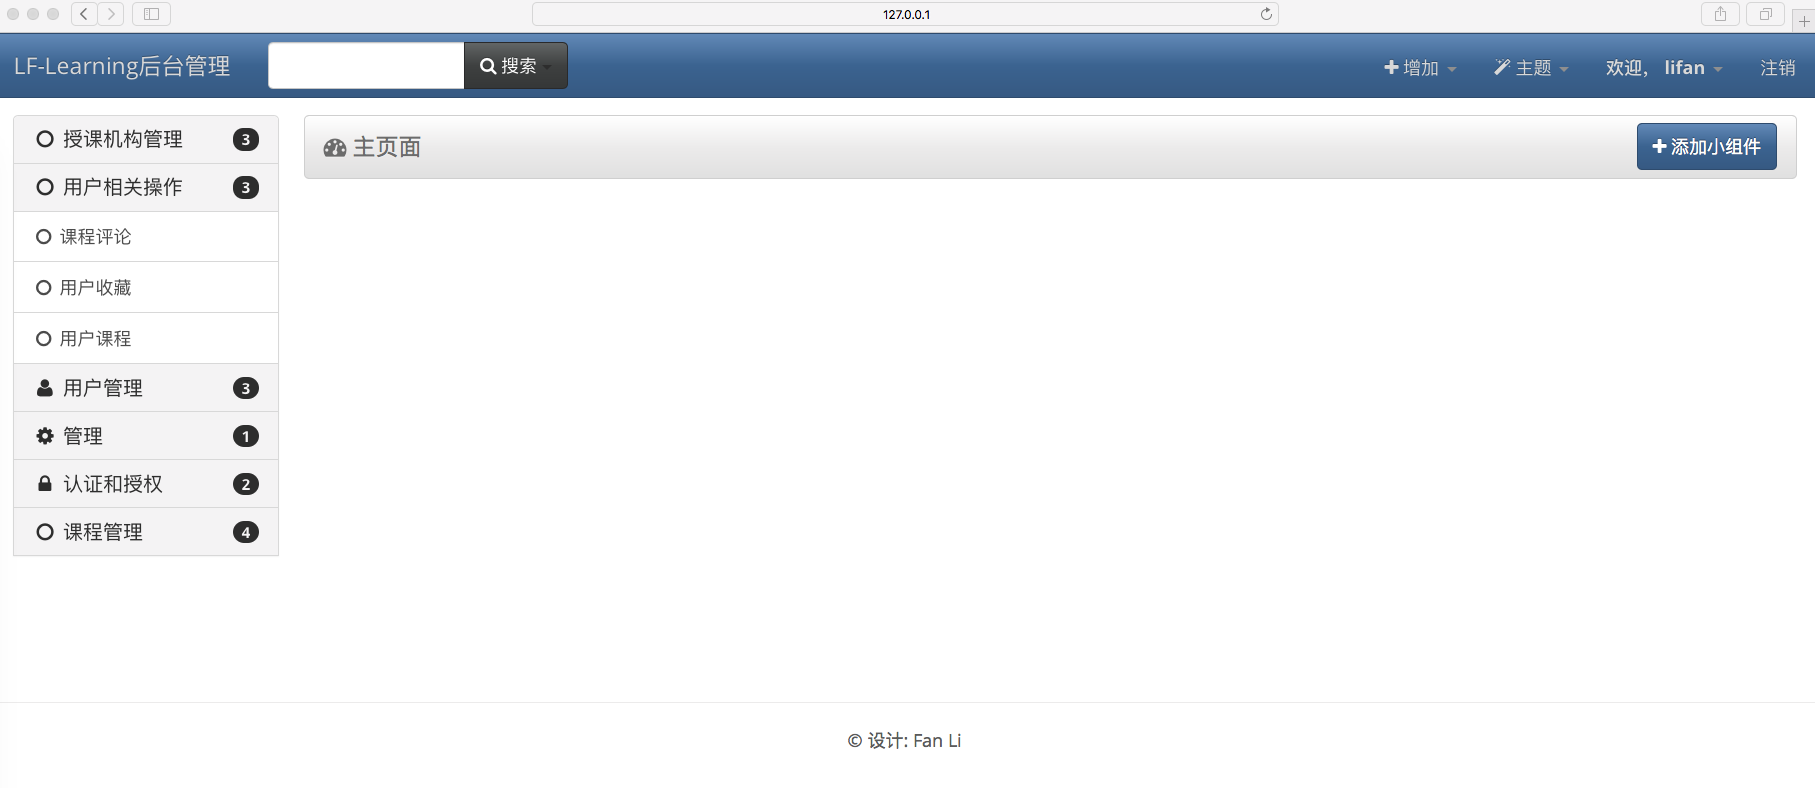 127.0.0.1
LF-Learning后台管理
搜索
增加
主题
欢迎， lifan
注销
授课机构管理 3
用户相关操作 3
课程评论
用户收藏
用户课程
用户管理 3
管理 1
认证和授权 2
课程管理 4
主页面
添加小组件
© 设计: Fan Li